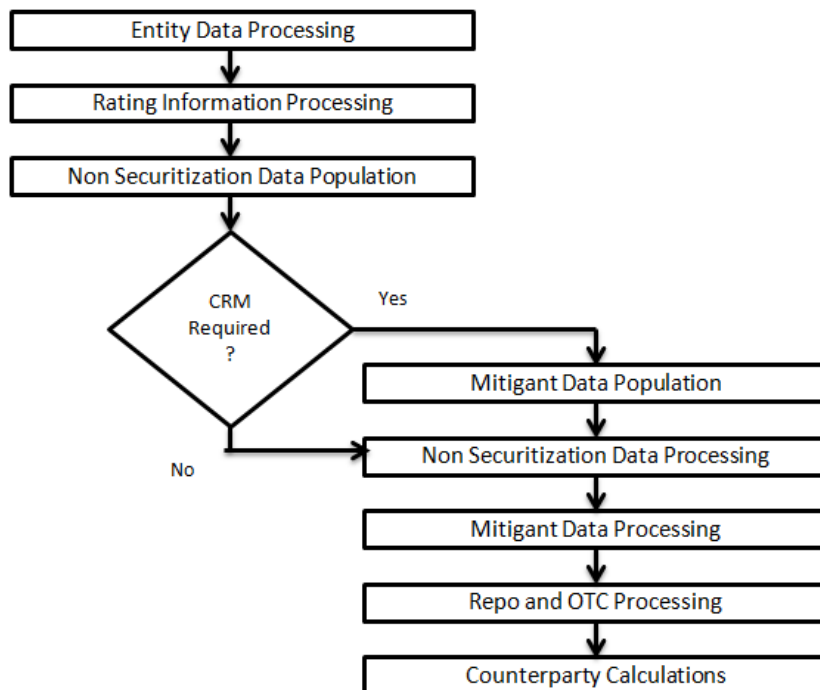 Entity Data Processing
Rating Information Processing
Non Securitization Data Population
CRM
Required
?
Yes
Mitigant Data Population
No
Non Securitization Data Processing
Mitigant Data Processing
Repo and OTC Processing
Counterparty Calculations